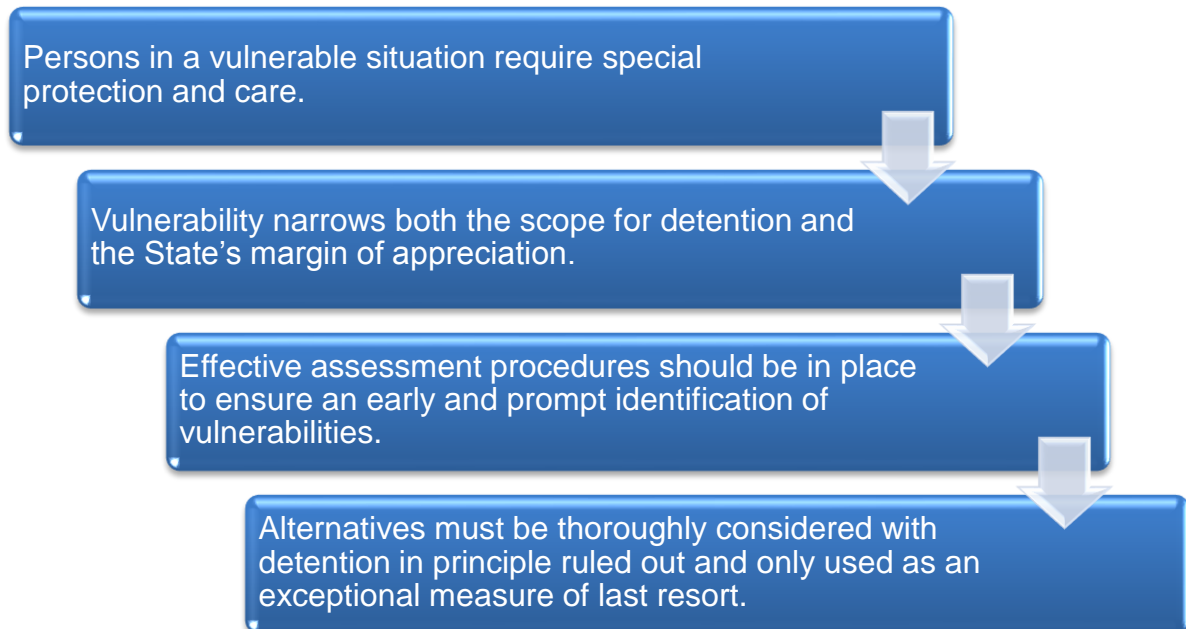 Persons in a vulnerable situation require special
protection and care.
Vulnerability narrows both the scope for detention and
the State’s margin of appreciation.
Effective assessment procedures should be in place
to ensure an early and prompt identification of
vulnerabilities.
Alternatives must be thoroughly considered with
detention in principle ruled out and only used as an
exceptional measure of last resort.